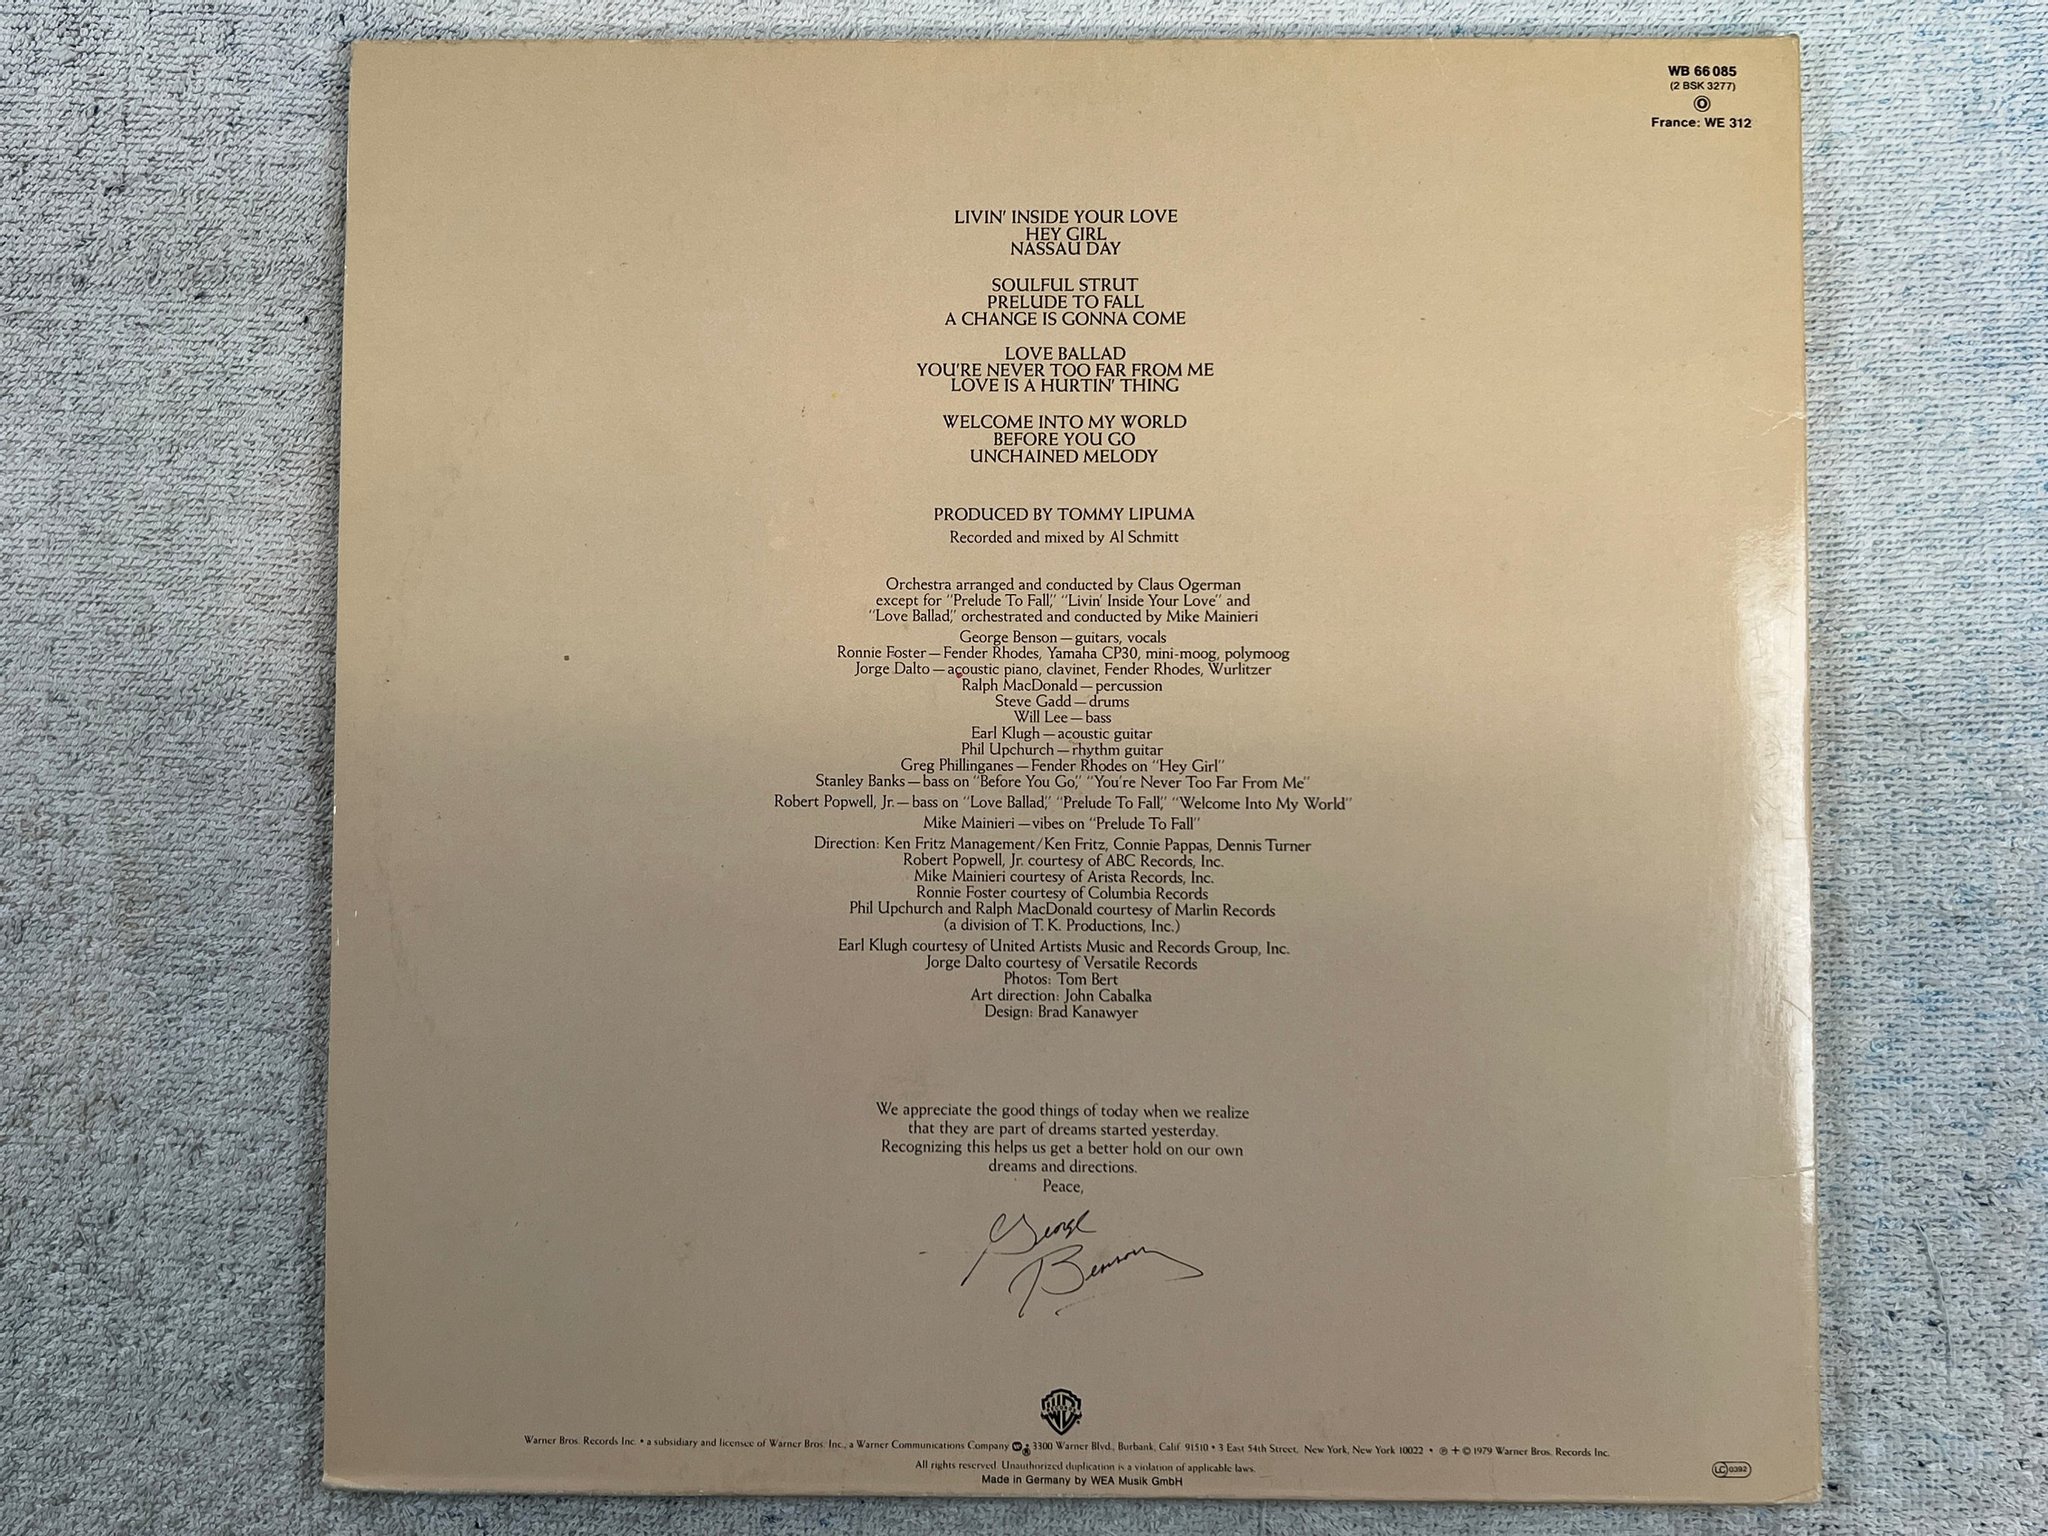 WB 66 085
(2 BSK 3277)
O
France: WE 312
LIVIN' INSIDE YOUR LOVE
HEY GIRL
NASSAU DAY
SOULFUL STRUT
PRELUDE TO FALL
A CHANGE IS GONNA COME
LOVE BALLAD
YOU'RE NEVER TOO FAR FROM ME
LOVE IS A HURTIN' THING
WELCOME INTO MY WORLD
BEFORE YOU GO
UNCHAINED MELODY
PRODUCED BY TOMMY LIPUMA
Recorded and mixed by Al Schmitt
Orchestra arranged and conducted by Claus Ogerman
except for "Prelude To Fall," "Livin' Inside Your Love" and
"Love Ballad," orchestrated and conducted by Mike Mainieri
George Benson — guitars, vocals
Ronnie Foster — Fender Rhodes, Yamaha CP30, mini-moog, polymoog
Jorge Dalto — acoustic piano, clavinet, Fender Rhodes, Wurlitzer
Ralph MacDonald — percussion
Steve Gadd — drums
Will Lee — bass
Earl Klugh — acoustic guitar
Phil Upchurch — rhythm guitar
Greg Phillinganes — Fender Rhodes on "Hey Girl"
Stanley Banks — bass on "Before You Go," "You're Never Too Far From Me"
Robert Popwell, Jr. — bass on "Love Ballad," "Prelude To Fall," "Welcome Into My World"
Mike Mainieri — vibes on "Prelude To Fall"
Direction: Ken Fritz Management/Ken Fritz, Connie Pappas, Dennis Turner
Robert Popwell, Jr. courtesy of ABC Records, Inc.
Mike Mainieri courtesy of Arista Records, Inc.
Ronnie Foster courtesy of Columbia Records
Phil Upchurch and Ralph MacDonald courtesy of Marlin Records
(a division of T. K. Productions, Inc.)
Earl Klugh courtesy of United Artists Music and Records Group, Inc.
Jorge Dalto courtesy of Versatile Records
Photos: Tom Bert
Art direction: John Cabalka
Design: Brad Kanawyer
We appreciate the good things of today when we realize
that they are part of dreams started yesterday.
Recognizing this helps us get a better hold on our own
dreams and directions.
Peace,
George
Benson
Warner Bros. Records Inc. • a subsidiary and licensee of Warner Bros. Inc., a Warner Communications Company • 3300 Warner Blvd., Burbank, Calif. 91510 • 3 East 54th Street, New York, New York 10022 • ℗ + © 1979 Warner Bros. Records Inc.
All rights reserved. Unauthorized duplication is a violation of applicable laws.
Made in Germany by WEA Musik GmbH
LC 0392